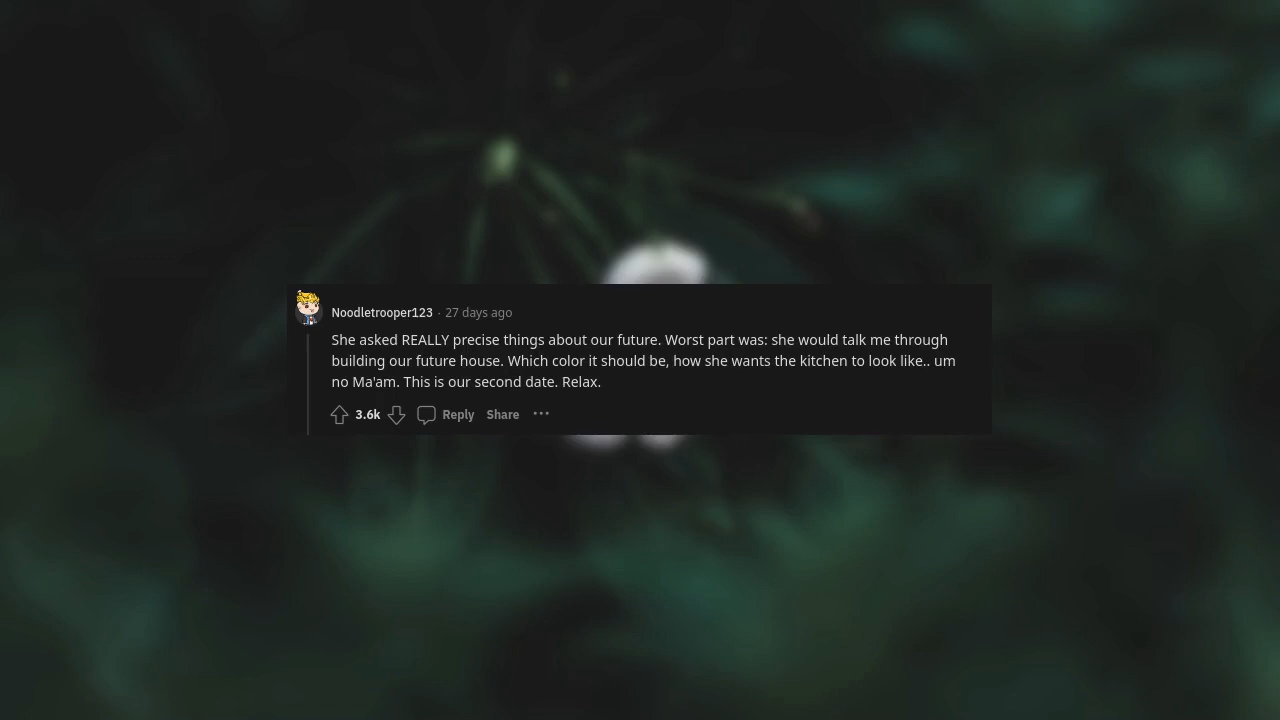 Noodletrooper123 · 27 days ago
She asked REALLY precise things about our future. Worst part was: she would talk me through
building our future house. Which color it should be, how she wants the kitchen to look like.. um
no Ma'am. This is our second date. Relax.
3.6k Reply Share ···